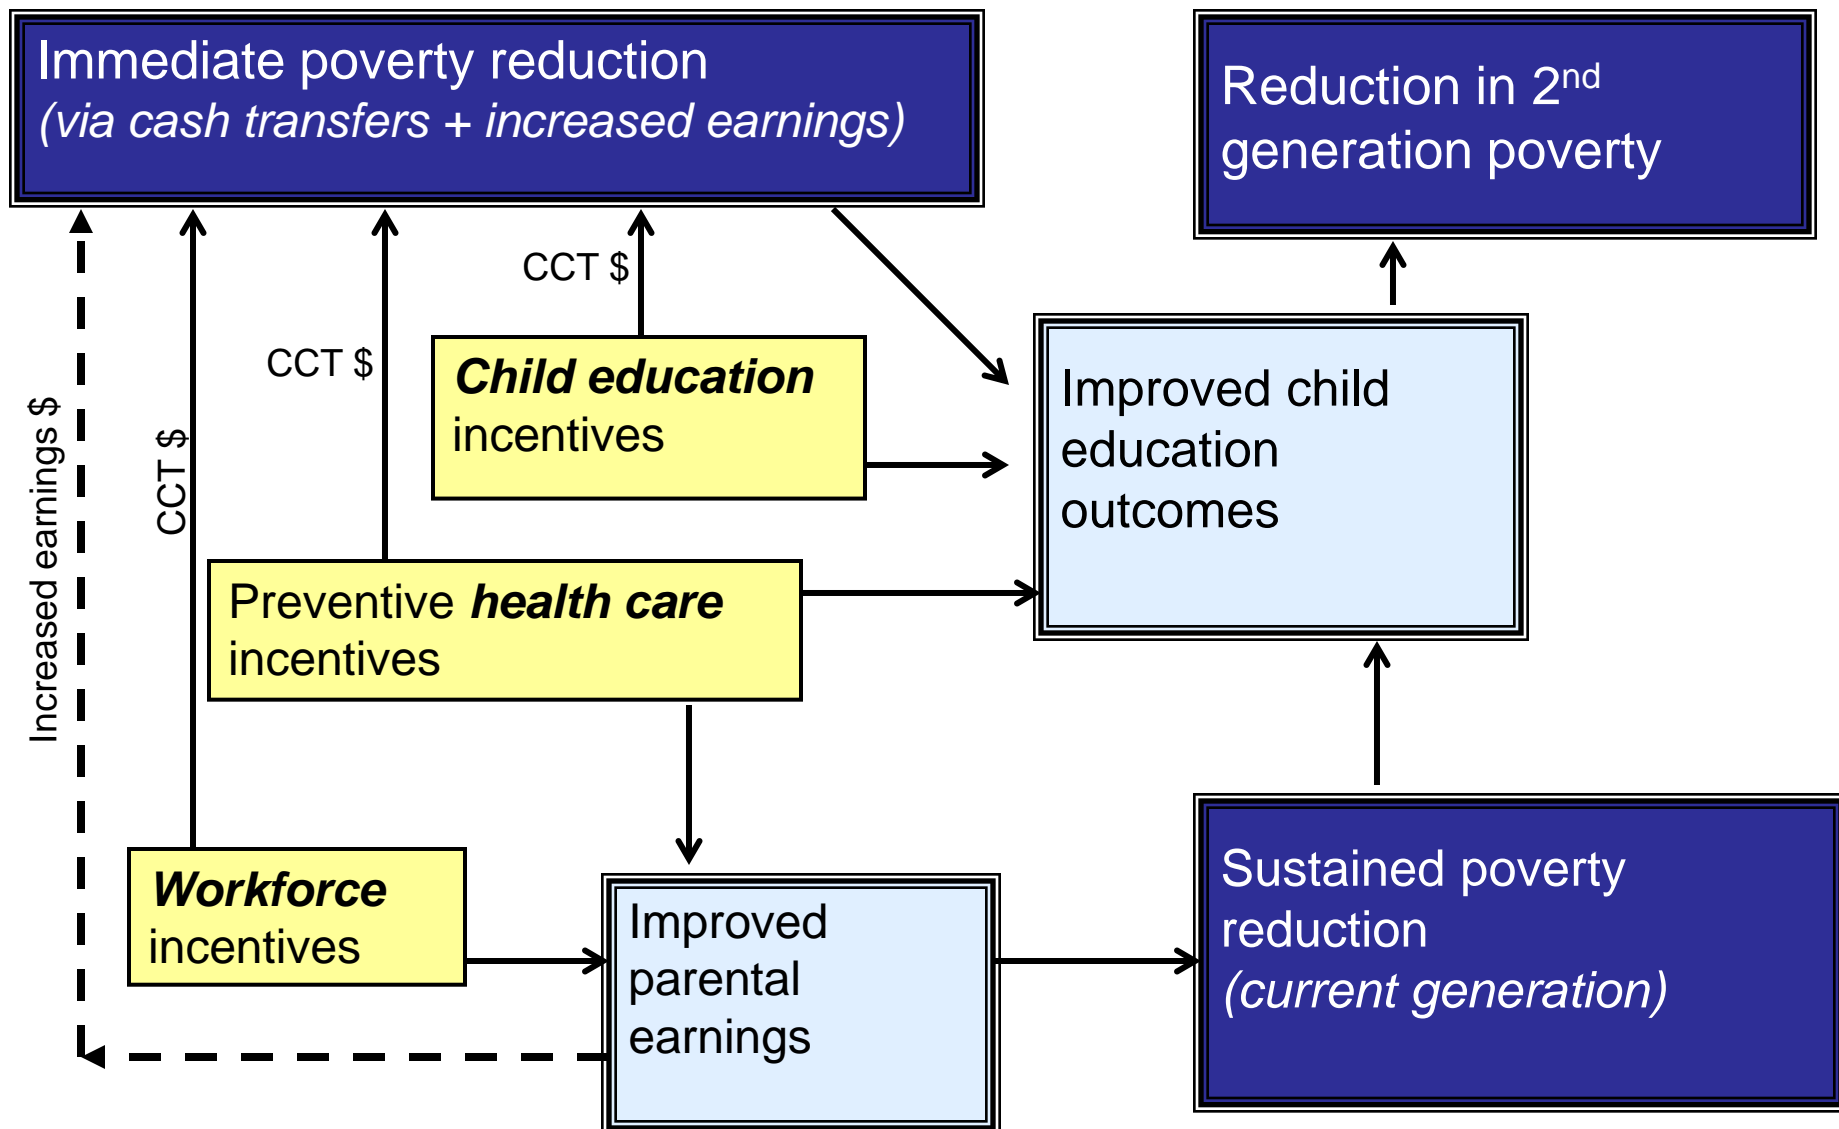 Immediate poverty reduction
(via cash transfers + increased earnings)
Reduction in 2nd
generation poverty
CCT $
CCT $
CCT $
Increased earnings $
Child education
incentives
Improved child
education
outcomes
Preventive health care
incentives
Workforce
incentives
Improved
parental
earnings
Sustained poverty
reduction
(current generation)